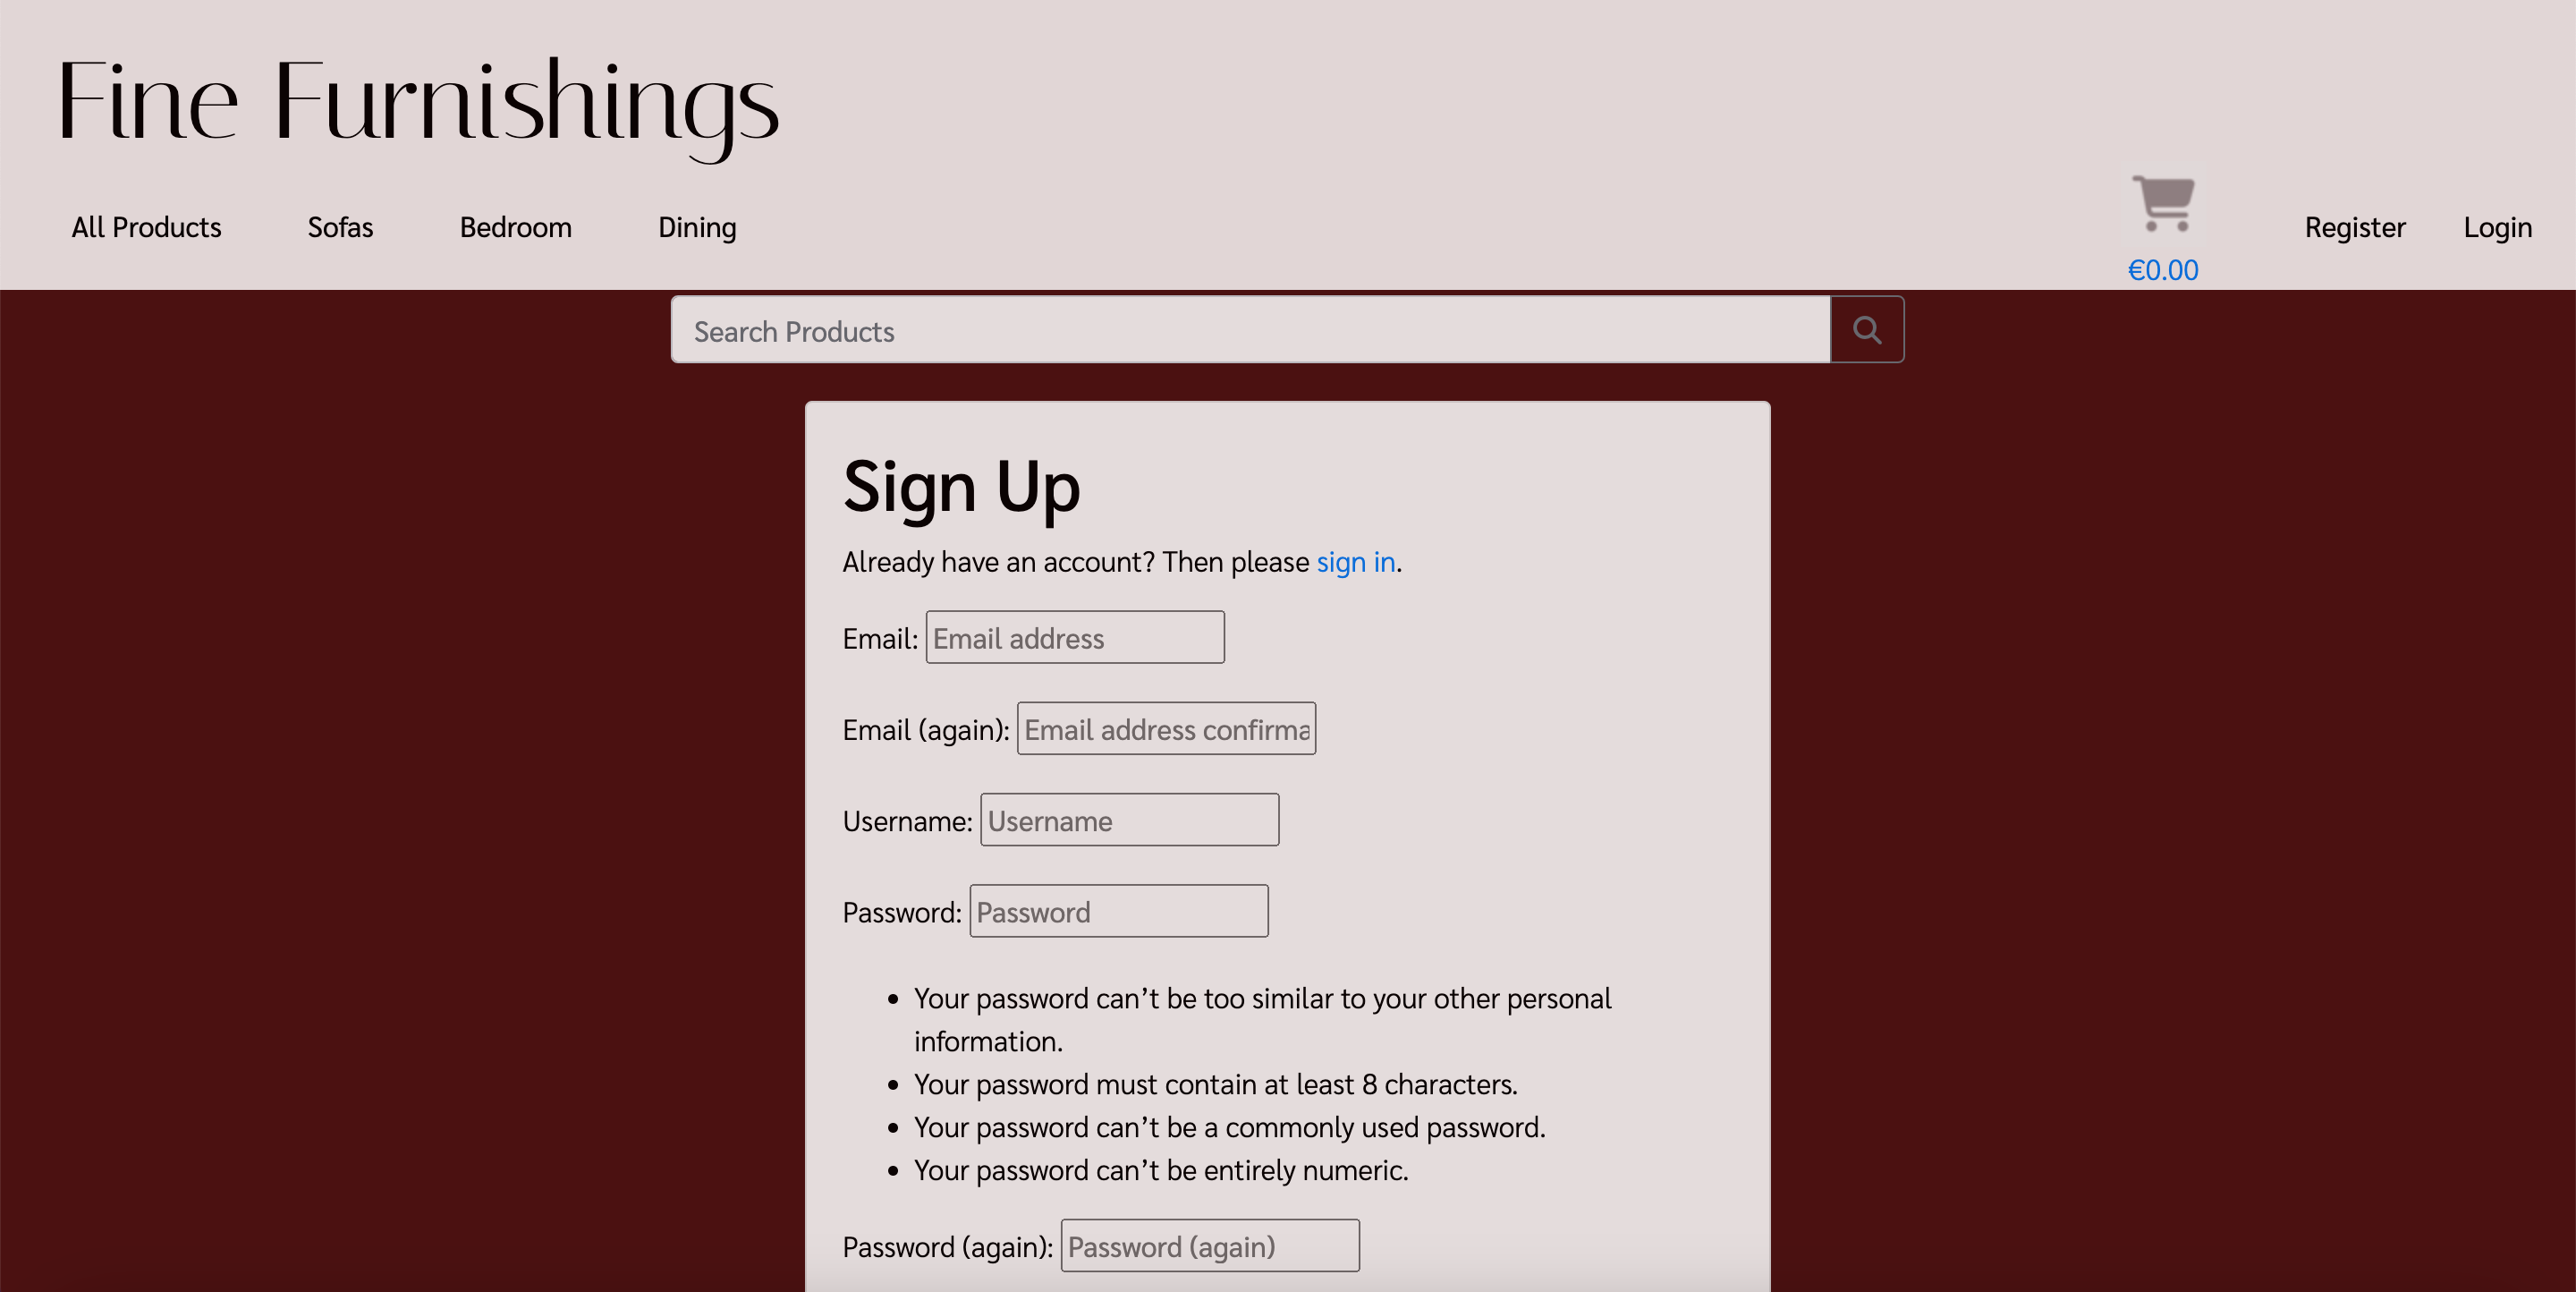 Fine Furnishings
All Products Sofas Bedroom Dining Register Login
€0.00
Search Products
Sign Up
Already have an account? Then please sign in.
Email: Email address
Email (again): Email address confirma
Username: Username
Password: Password
• Your password can’t be too similar to your other personal
information.
• Your password must contain at least 8 characters.
• Your password can’t be a commonly used password.
• Your password can’t be entirely numeric.
Password (again): Password (again)